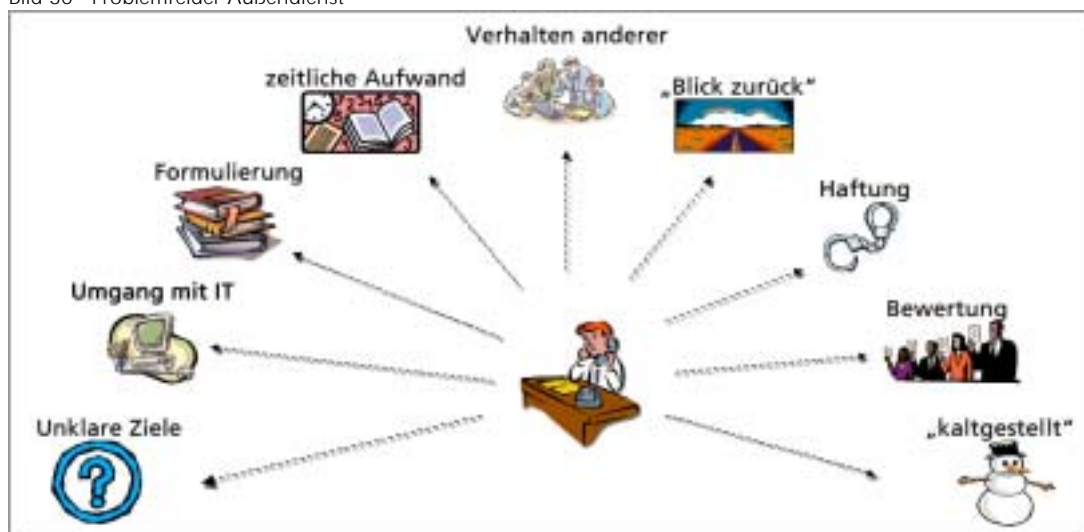 Verhalten anderer
zeitliche Aufwand
„Blick zurück“
Formulierung
Haftung
Umgang mit IT
Bewertung
Unklare Ziele
„kaltgestellt“